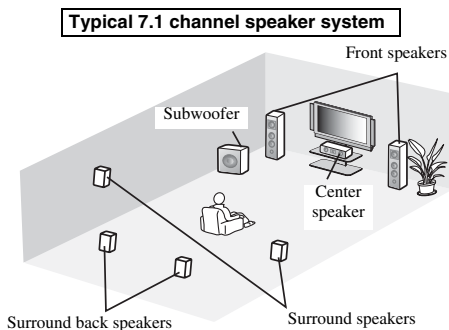 Typical 7.1 channel speaker system
Front speakers
Subwoofer
Center
speaker
Surround back speakers
Surround speakers